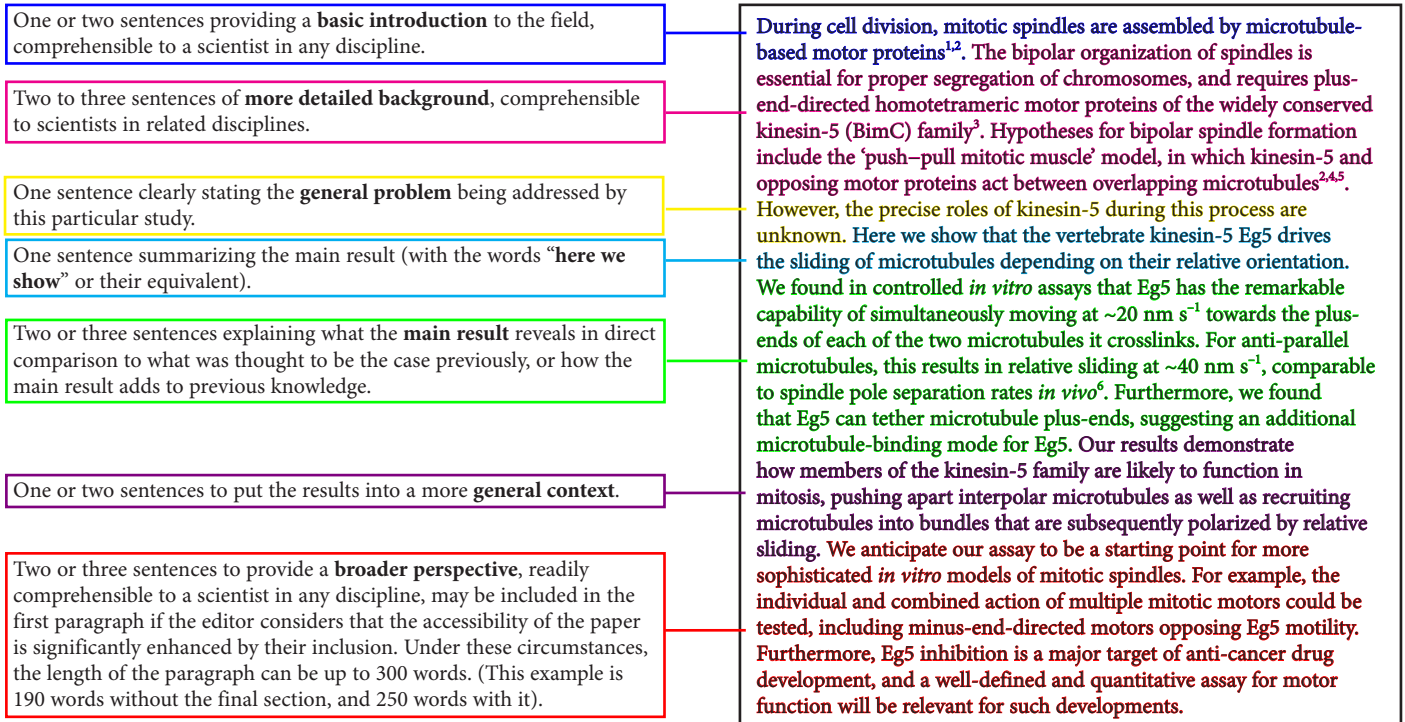 One or two sentences providing a basic introduction to the field,
comprehensible to a scientist in any discipline.
Two to three sentences of more detailed background, comprehensible
to scientists in related disciplines.
One sentence clearly stating the general problem being addressed by
this particular study.
One sentence summarizing the main result (with the words “here we
show” or their equivalent).
Two or three sentences explaining what the main result reveals in direct
comparison to what was thought to be the case previously, or how the
main result adds to previous knowledge.
One or two sentences to put the results into a more general context.
Two or three sentences to provide a broader perspective, readily
comprehensible to a scientist in any discipline, may be included in the
first paragraph if the editor considers that the accessibility of the paper
is significantly enhanced by their inclusion. Under these circumstances,
the length of the paragraph can be up to 300 words. (This example is
190 words without the final section, and 250 words with it).
During cell division, mitotic spindles are assembled by microtubule-
based motor proteins1,2. The bipolar organization of spindles is
essential for proper segregation of chromosomes, and requires plus-
end-directed homotetrameric motor proteins of the widely conserved
kinesin-5 (BimC) family3. Hypotheses for bipolar spindle formation
include the ‘push–pull mitotic muscle’ model, in which kinesin-5 and
opposing motor proteins act between overlapping microtubules2,4,5.
However, the precise roles of kinesin-5 during this process are
unknown. Here we show that the vertebrate kinesin-5 Eg5 drives
the sliding of microtubules depending on their relative orientation.
We found in controlled in vitro assays that Eg5 has the remarkable
capability of simultaneously moving at ~20 nm s–1 towards the plus-
ends of each of the two microtubules it crosslinks. For anti-parallel
microtubules, this results in relative sliding at ~40 nm s–1, comparable
to spindle pole separation rates in vivo6. Furthermore, we found
that Eg5 can tether microtubule plus-ends, suggesting an additional
microtubule-binding mode for Eg5. Our results demonstrate
how members of the kinesin-5 family are likely to function in
mitosis, pushing apart interpolar microtubules as well as recruiting
microtubules into bundles that are subsequently polarized by relative
sliding. We anticipate our assay to be a starting point for more
sophisticated in vitro models of mitotic spindles. For example, the
individual and combined action of multiple mitotic motors could be
tested, including minus-end-directed motors opposing Eg5 motility.
Furthermore, Eg5 inhibition is a major target of anti-cancer drug
development, and a well-defined and quantitative assay for motor
function will be relevant for such developments.